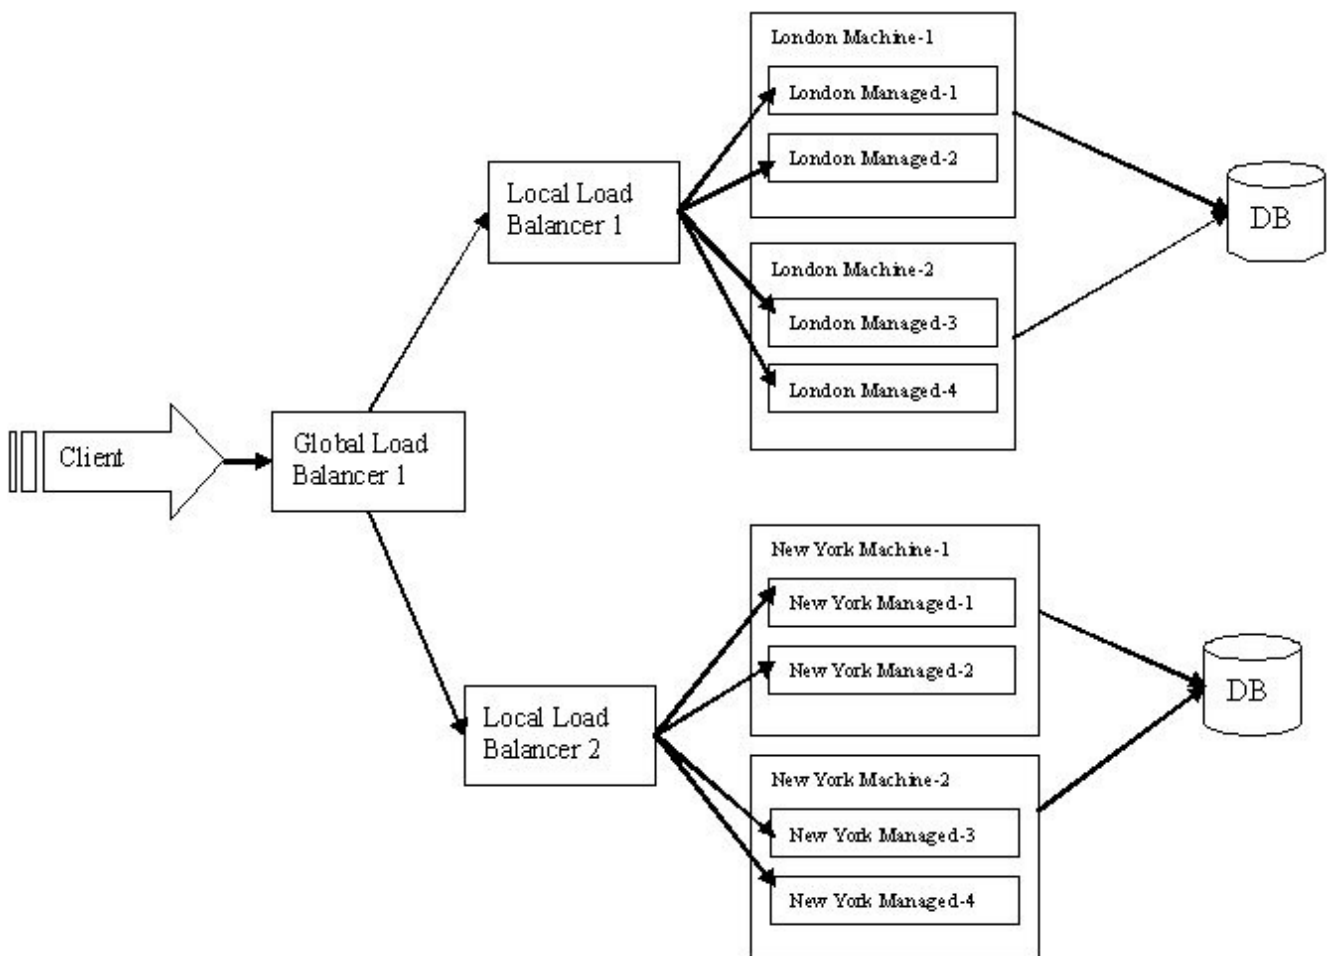 Client
Global Load
Balancer 1
Local Load
Balancer 1
London Machine-1
London Managed-1
London Managed-2
London Machine-2
London Managed-3
London Managed-4
DB
Local Load
Balancer 2
New York Machine-1
New York Managed-1
New York Managed-2
New York Machine-2
New York Managed-3
New York Managed-4
DB